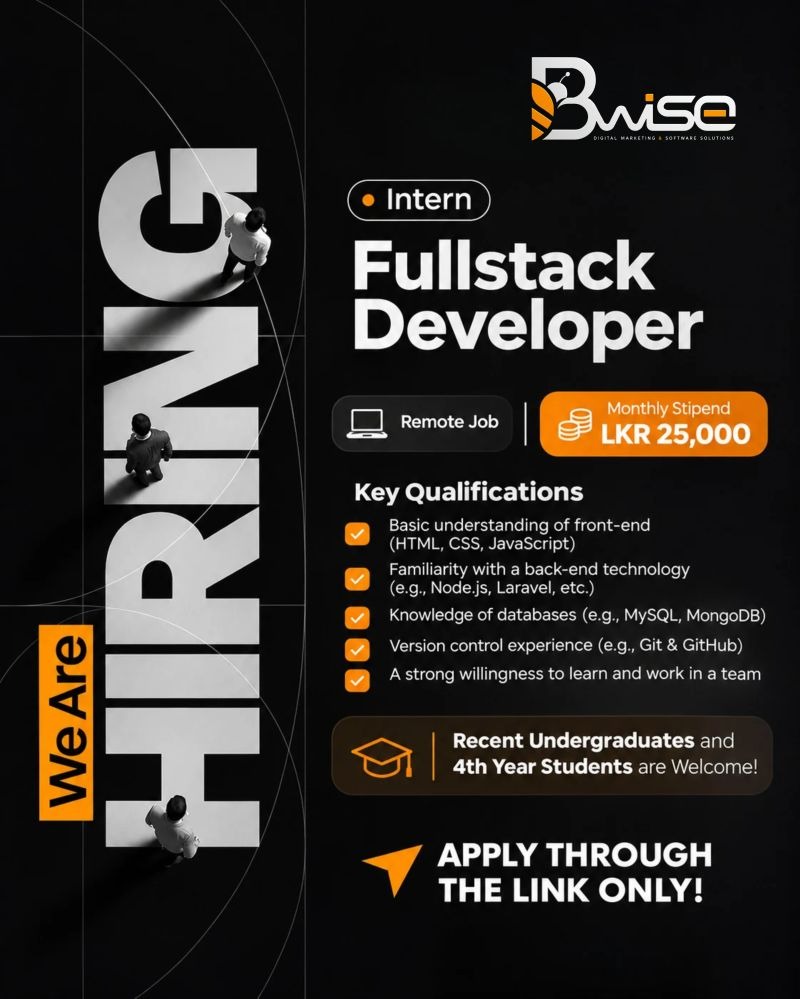 Bwise
DIGITAL MARKETING & SOFTWARE SOLUTIONS
We Are
HIRING
Intern
Fullstack
Developer
Remote Job
Monthly Stipend
LKR 25,000
Key Qualifications
Basic understanding of front-end
(HTML, CSS, JavaScript)
Familiarity with a back-end technology
(e.g., Node.js, Laravel, etc.)
Knowledge of databases (e.g., MySQL, MongoDB)
Version control experience (e.g., Git & GitHub)
A strong willingness to learn and work in a team
Recent Undergraduates and
4th Year Students are Welcome!
APPLY THROUGH
THE LINK ONLY!